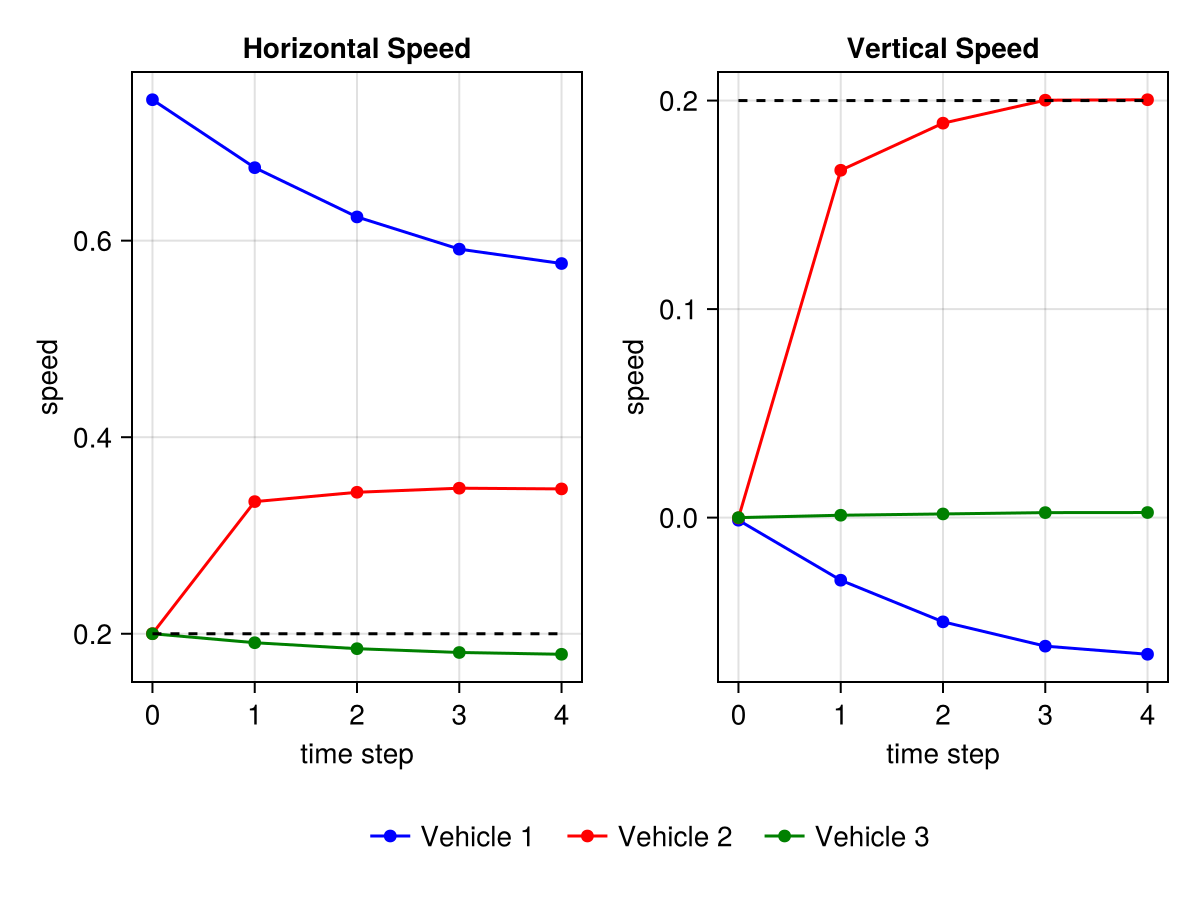 Horizontal Speed
0.6
0.4
0.2
speed
0 1 2 3 4
time step
Vertical Speed
0.2
0.1
0.0
speed
0 1 2 3 4
time step
Vehicle 1 Vehicle 2 Vehicle 3